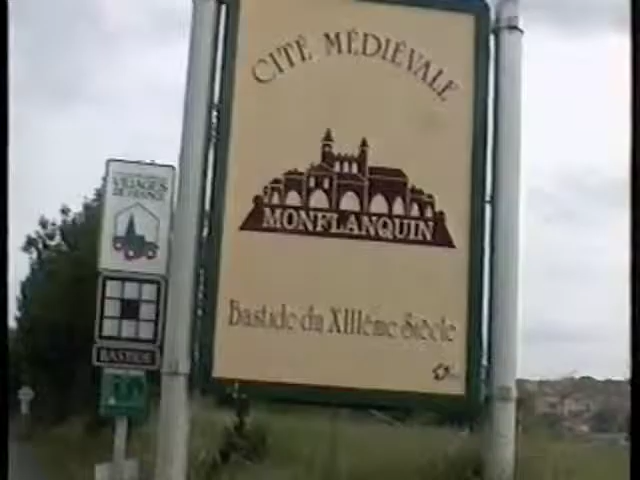 CITÉ MÉDIÉVALE
MONFLANQUIN
Bastide du XIIIème Siècle
VILLAGES
DE FRANCE
BASTIDE